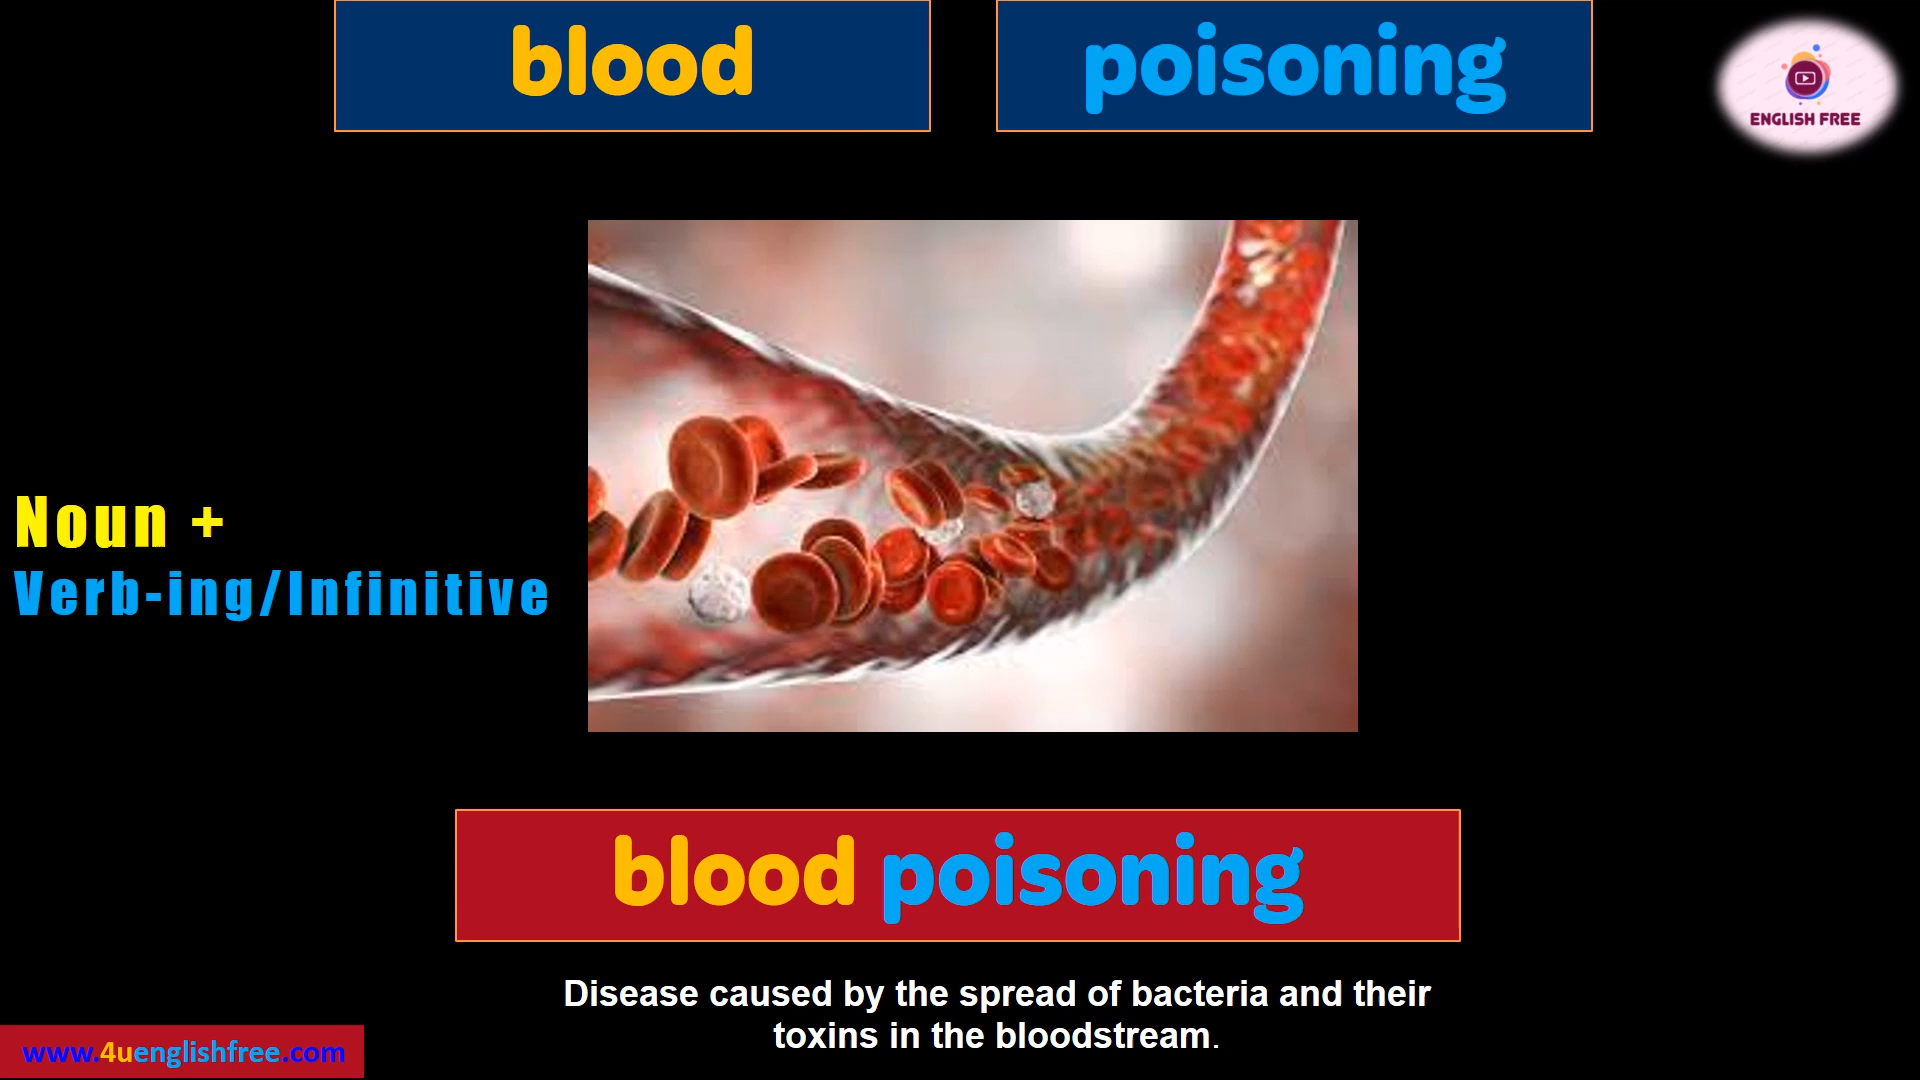 blood
poisoning
ENGLISH FREE
Noun +
Verb-ing/Infinitive
blood poisoning
Disease caused by the spread of bacteria and their
toxins in the bloodstream.
www.4uenglishfree.com